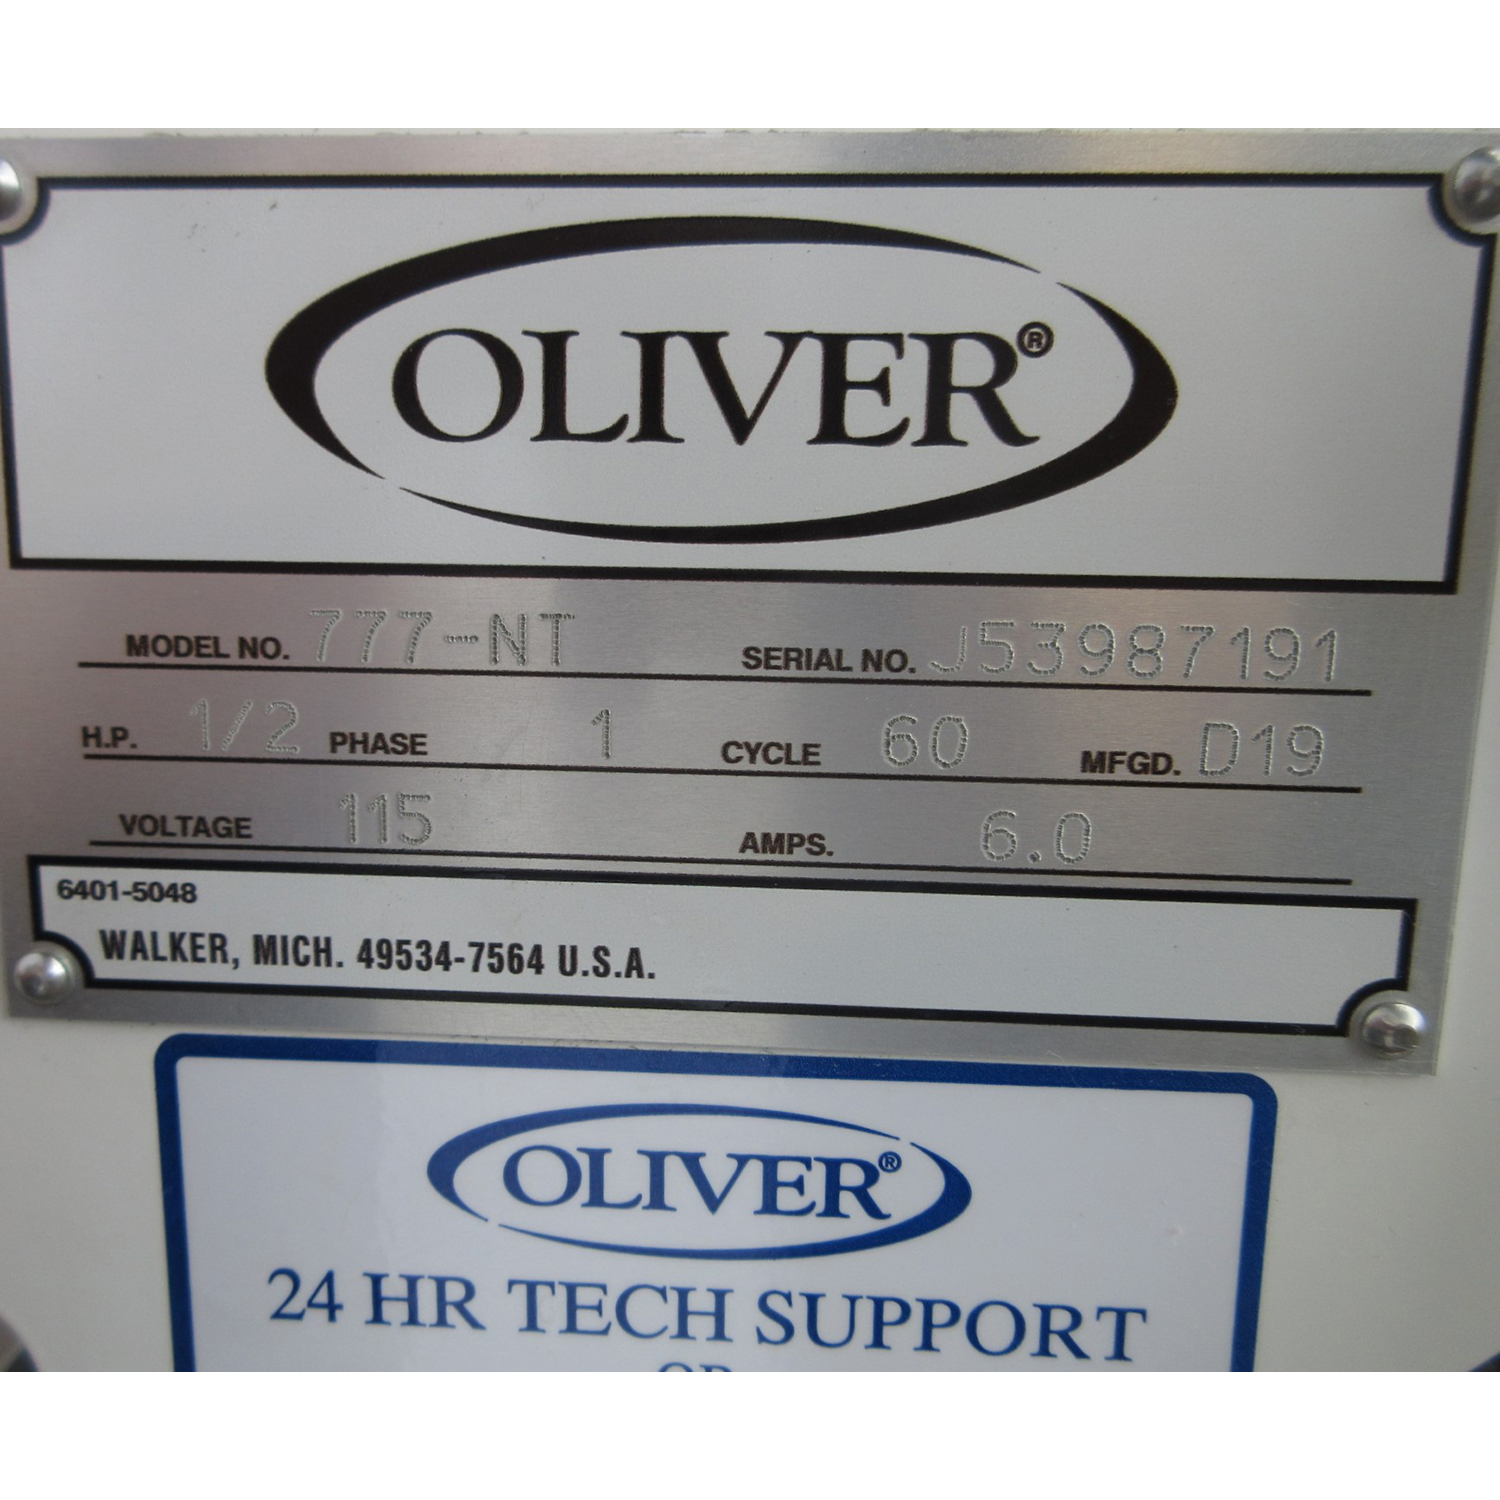 OLIVER®
MODEL NO. 777-NT SERIAL NO. J53987191
H.P. 1/2 PHASE 1 CYCLE 60 MFGD. D19
VOLTAGE 115 AMPS. 6.0
6401-5048
WALKER, MICH. 49534-7564 U.S.A.
OLIVER®
24 HR TECH SUPPORT